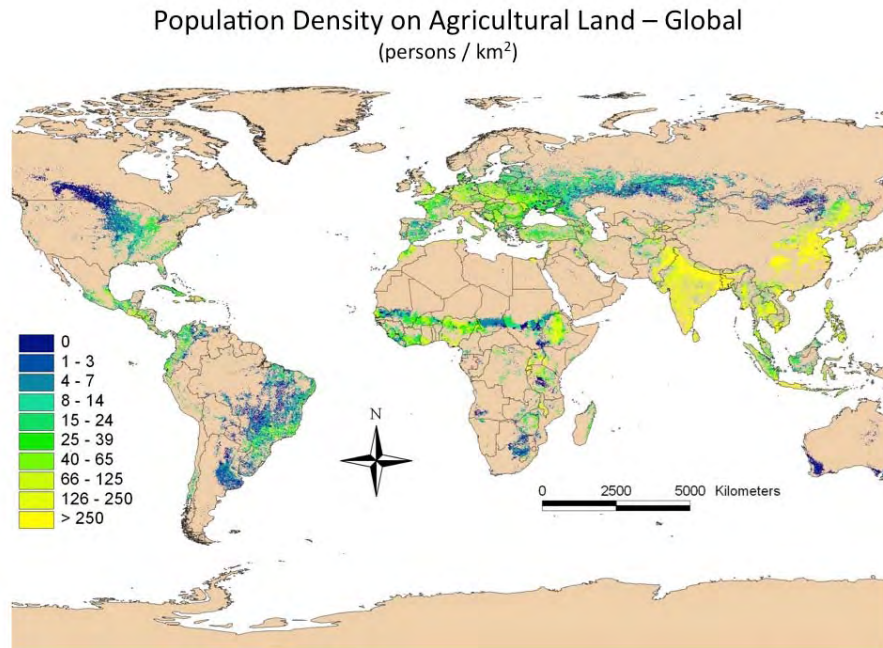 Population Density on Agricultural Land – Global
(persons / km²)
0
1 - 3
4 - 7
8 - 14
15 - 24
25 - 39
40 - 65
66 - 125
126 - 250
> 250
N
0 2500 5000 Kilometers